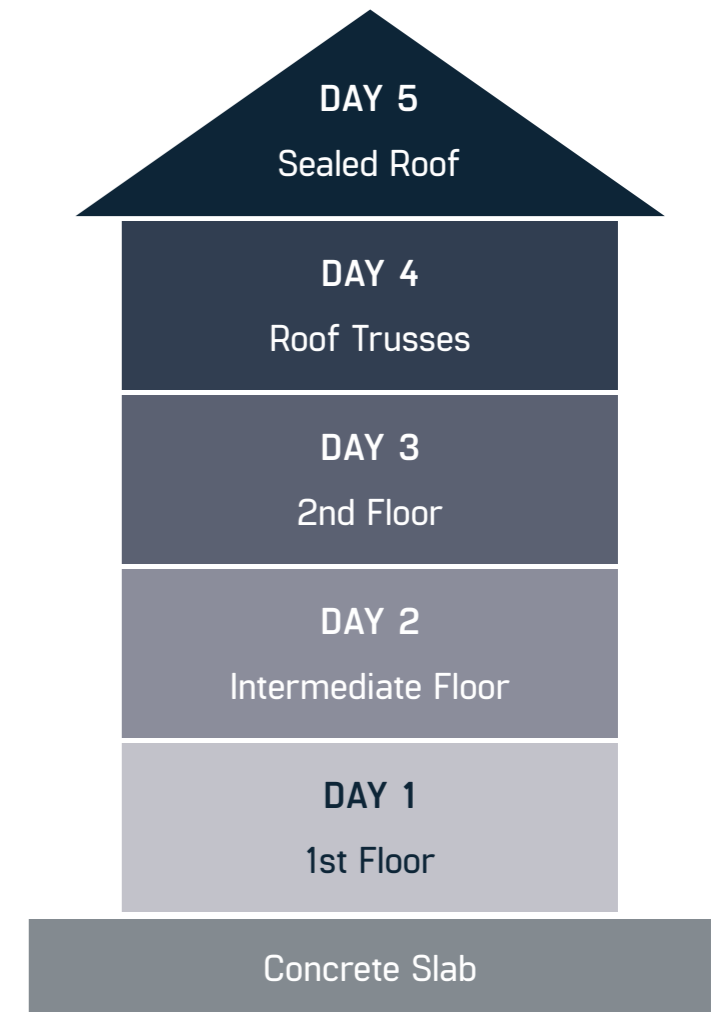 DAY 5
Sealed Roof
DAY 4
Roof Trusses
DAY 3
2nd Floor
DAY 2
Intermediate Floor
DAY 1
1st Floor
Concrete Slab